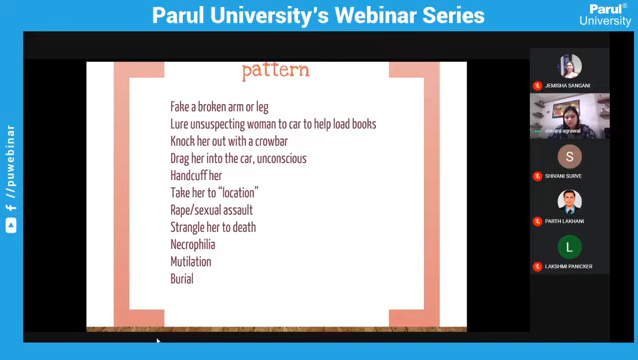 Parul University's Webinar Series
Parul®
University
pattern
Fake a broken arm or leg
Lure unsuspecting woman to car to help load books
Knock her out with a crowbar
Drag her into the car, unconscious
Handcuff her
Take her to “location”
Rape/sexual assault
Strangle her to death
Necrophilia
Mutilation
Burial
JEMISHA SANGANI
S
SHIVANI SURVE
PARTH LAKHANI
L
LAKSHMI PANICKER
/puwebinar